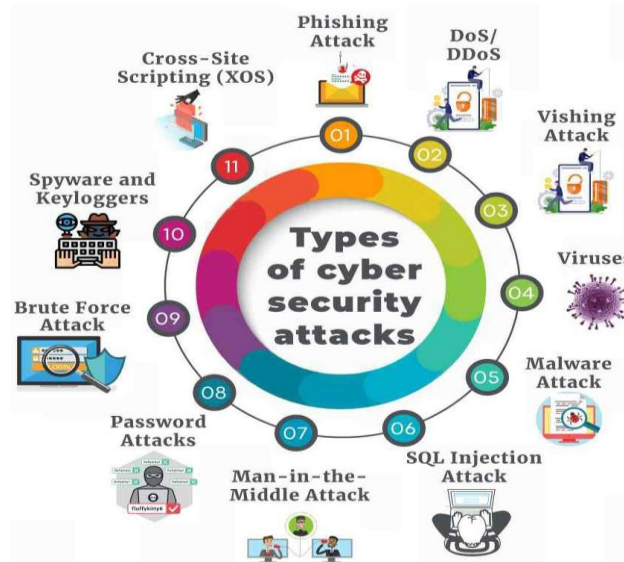 Phishing
Attack
01
DoS/
DDoS
02
Vishing
Attack
03
Viruses
04
Malware
Attack
05
SQL Injection
Attack
06
Man-in-the-
Middle Attack
07
Password
Attacks
fluffykimy6
08
Brute Force
Attack
LOGIN
09
Spyware and
Keyloggers
10
Cross-Site
Scripting (XOS)
11
Types
of cyber
security
attacks